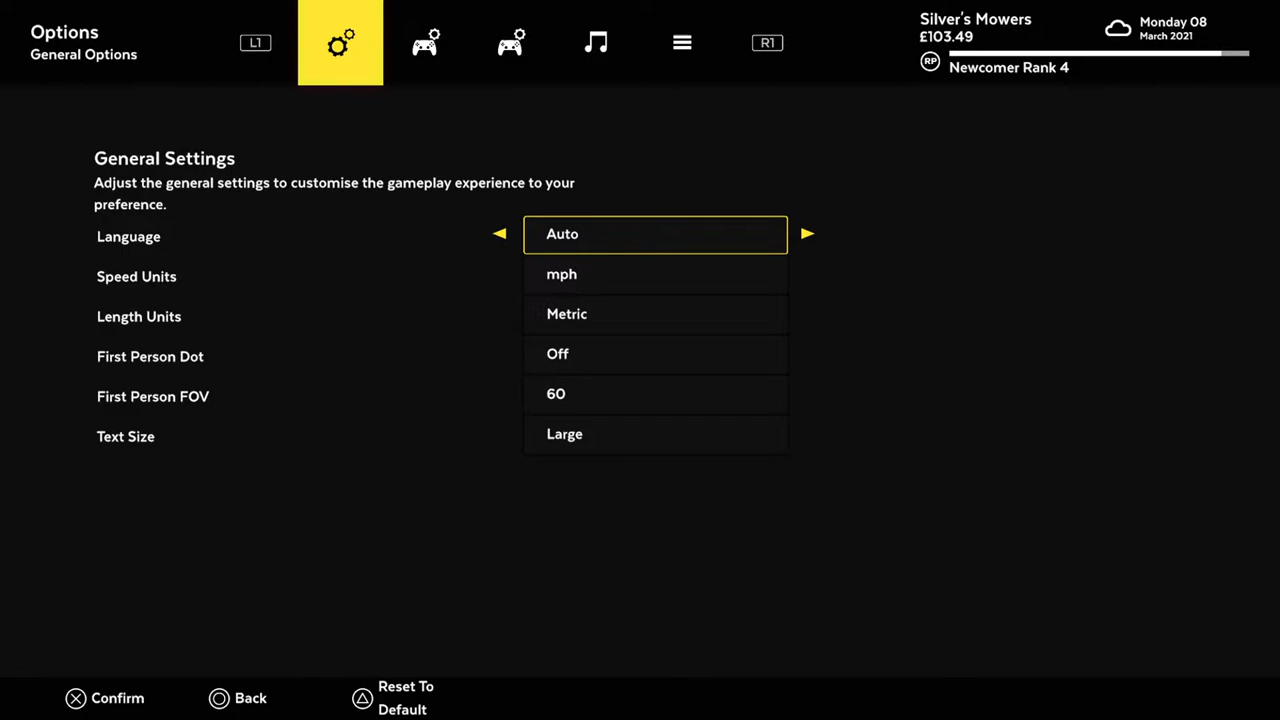 Options
General Options
L1
R1
Silver's Mowers
£103.49
Monday 08
March 2021
RP
Newcomer Rank 4
General Settings
Adjust the general settings to customise the gameplay experience to your
preference.
Language
Auto
Speed Units
mph
Length Units
Metric
First Person Dot
Off
First Person FOV
60
Text Size
Large
Confirm
Back
Reset To
Default